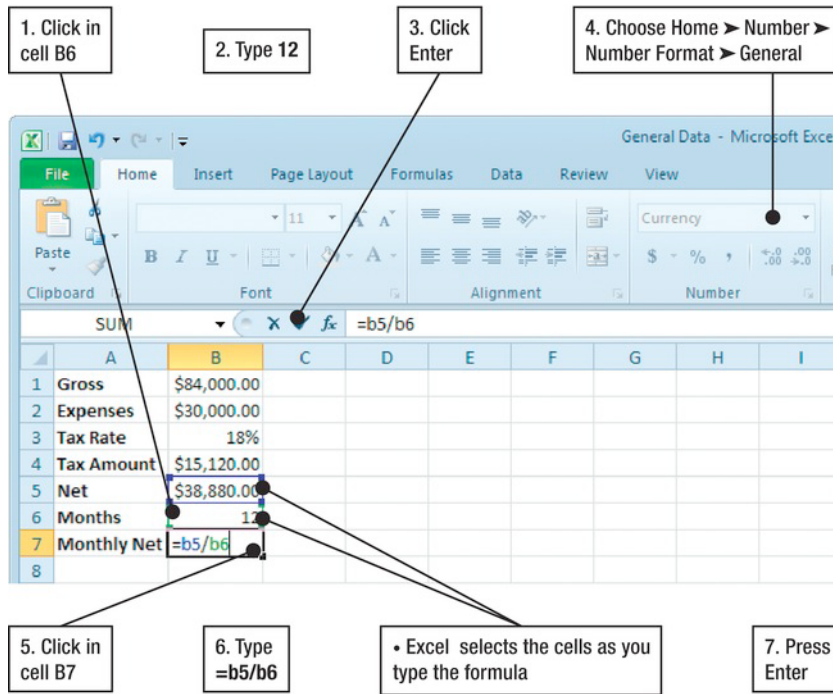 1. Click in
cell B6
2. Type 12
3. Click
Enter
4. Choose Home ➤ Number ➤
Number Format ➤ General
General Data - Microsoft Exce
File Home Insert Page Layout Formulas Data Review View
11 A A Currency
Paste B I U A $ % , .0 .00
Clipboard Font Alignment Number
SUM fx =b5/b6
A B C D E F G H I
1 Gross $84,000.00
2 Expenses $30,000.00
3 Tax Rate 18%
4 Tax Amount $15,120.00
5 Net $38,880.00
6 Months 12
7 Monthly Net =b5/b6
8
5. Click in
cell B7
6. Type
=b5/b6
• Excel selects the cells as you
type the formula
7. Press
Enter